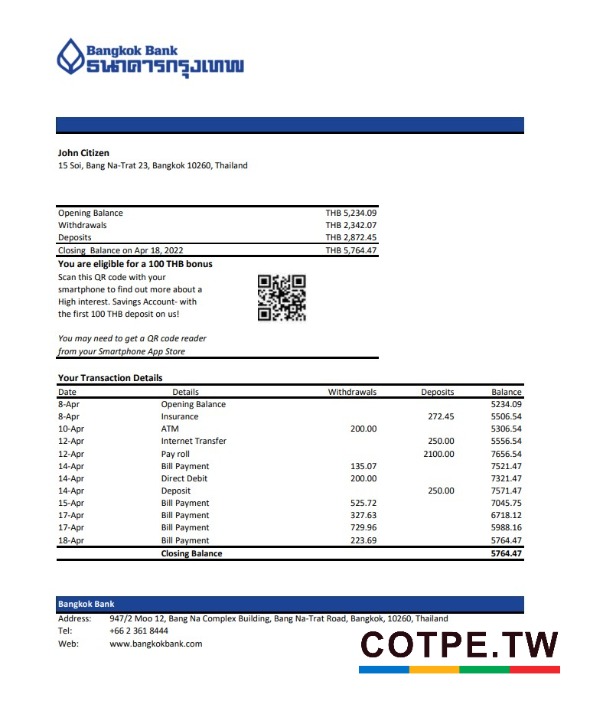 Bangkok Bank
ธนาคารกรุงเทพ
John Citizen
15 Soi, Bang Na-Trat 23, Bangkok 10260, Thailand
Opening Balance THB 5,234.09
Withdrawals THB 2,342.07
Deposits THB 2,872.45
Closing Balance on Apr 18, 2022 THB 5,764.47
You are eligible for a 100 THB bonus
Scan this QR code with your
smartphone to find out more about a
High interest. Savings Account- with
the first 100 THB deposit on us!
You may need to get a QR code reader
from your Smartphone App Store
Your Transaction Details
Date Details Withdrawals Deposits Balance
8-Apr Opening Balance 5234.09
8-Apr Insurance 272.45 5506.54
10-Apr ATM 200.00 5306.54
12-Apr Internet Transfer 250.00 5556.54
12-Apr Pay roll 2100.00 7656.54
14-Apr Bill Payment 135.07 7521.47
14-Apr Direct Debit 200.00 7321.47
14-Apr Deposit 250.00 7571.47
15-Apr Bill Payment 525.72 7045.75
17-Apr Bill Payment 327.63 6718.12
17-Apr Bill Payment 729.96 5988.16
18-Apr Bill Payment 223.69 5764.47
Closing Balance 5764.47
Bangkok Bank
Address: 947/2 Moo 12, Bang Na Complex Building, Bang Na-Trat Road, Bangkok, 10260, Thailand
Tel: +66 2 361 8444
Web: www.bangkokbank.com
COTPE.TW